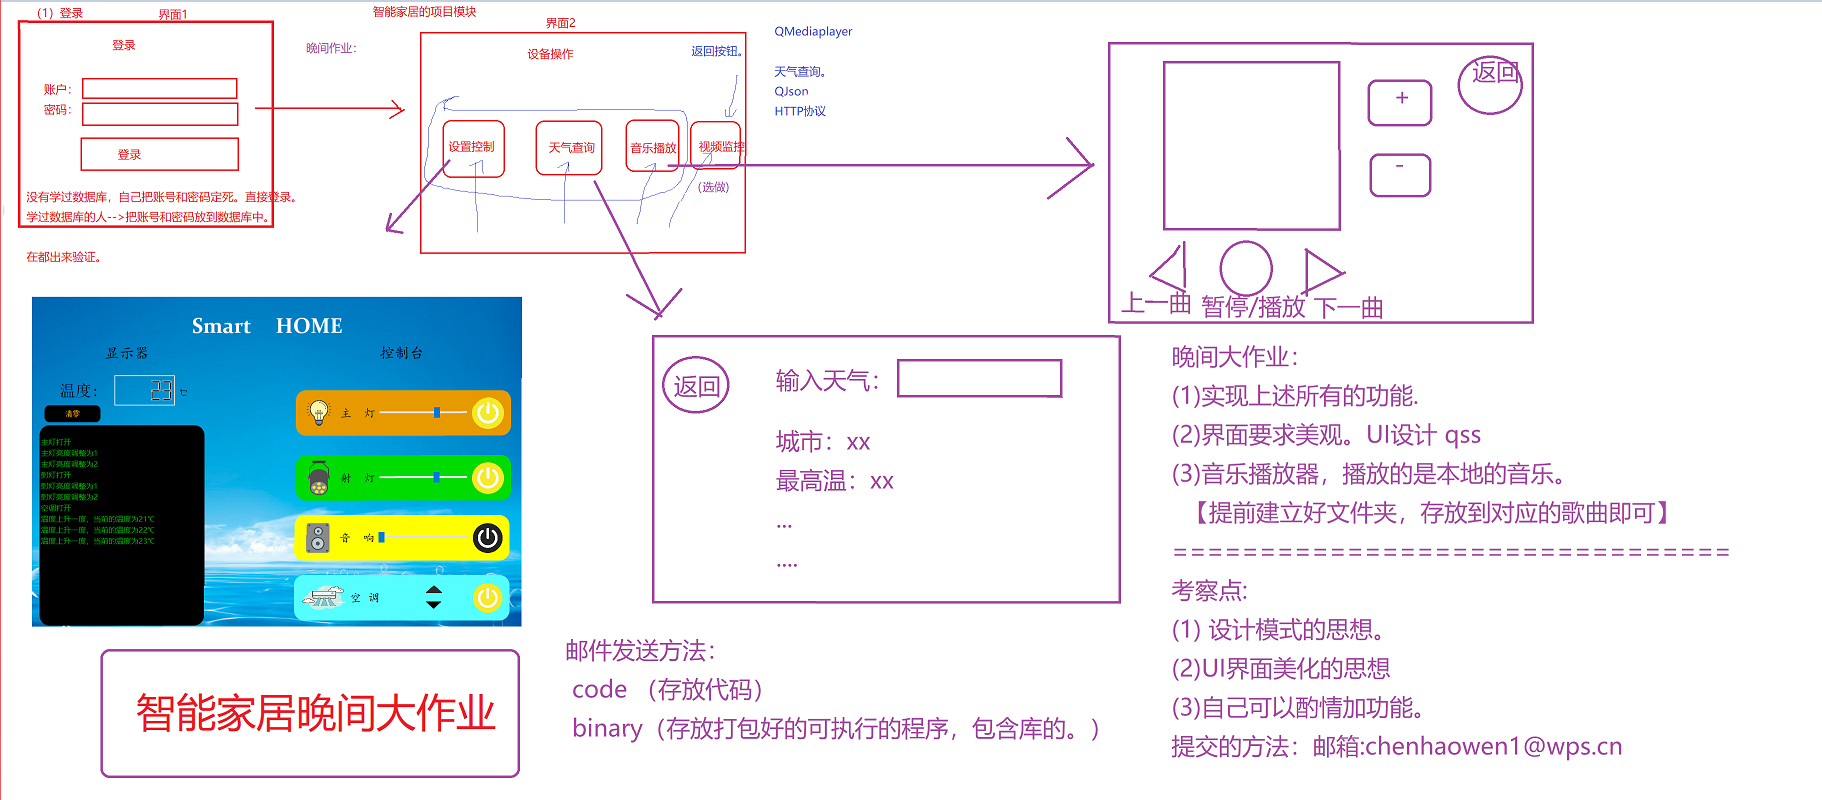 (1）登录
界面1
登录
账户：
密码：
登录
没有学过数据库，自己把账号和密码定死。直接登录。
学过数据库的人-->把账号和密码放到数据库中。
在都出来验证。
智能家居的项目模块
晚间作业：
界面2
设备操作
返回按钮。
设置控制
天气查询
音乐播放
视频监控
(选做)
QMediaplayer
天气查询。
QJson
HTTP协议
返回
+
-
上一曲
暂停/播放
下一曲
Smart HOME
显示器
控制台
温度：
23
℃
清零
主灯打开
主灯亮度调整为1
主灯亮度调整为2
射灯打开
射灯亮度调整为1
射灯亮度调整为2
空调打开
温度上升一度，当前的温度为21℃
温度上升一度，当前的温度为22℃
温度上升一度，当前的温度为23℃
主 灯
射 灯
音 响
空 调
返回
输入天气：
城市：xx
最高温：xx
...
....
晚间大作业：
(1)实现上述所有的功能.
(2)界面要求美观。UI设计 qss
(3)音乐播放器，播放的是本地的音乐。
【提前建立好文件夹，存放到对应的歌曲即可】
================================
考察点:
(1) 设计模式的思想。
(2)UI界面美化的思想
(3)自己可以酌情加功能。
提交的方法：邮箱:chenhaowen1@wps.cn
邮件发送方法：
code （存放代码）
binary（存放打包好的可执行的程序，包含库的。）
智能家居晚间大作业